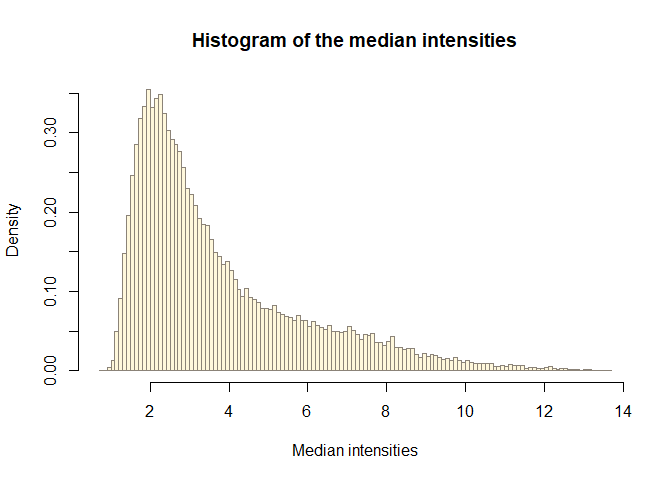 Histogram of the median intensities
Density
0.30
0.20
0.10
0.00
2 4 6 8 10 12 14
Median intensities